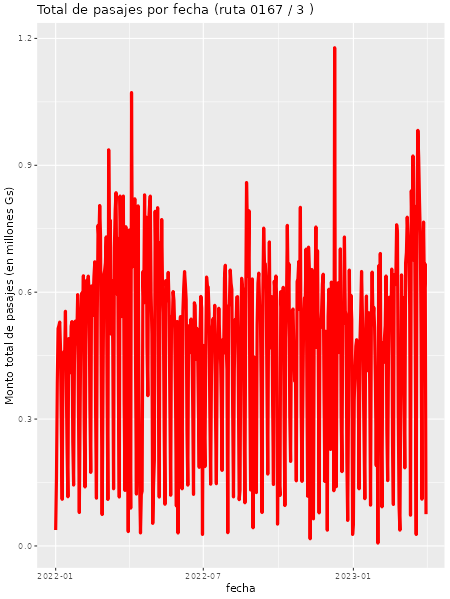 Total de pasajes por fecha (ruta 0167 / 3 )
Monto total de pasajes (en millones Gs)
1.2
0.9
0.6
0.3
0.0
2022-01
2022-07
2023-01
fecha